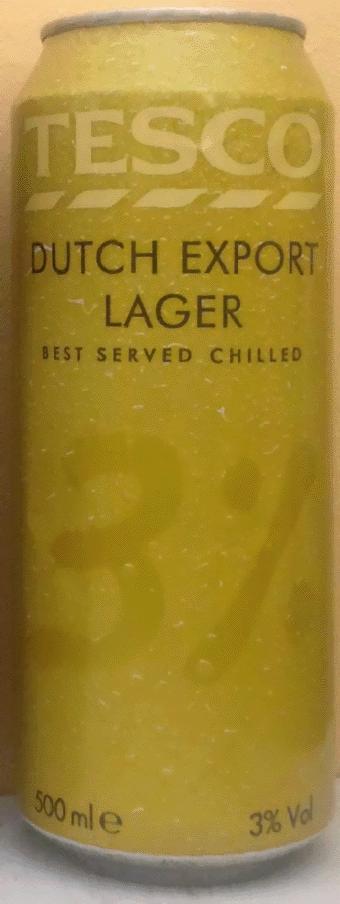 TESCO
DUTCH EXPORT
LAGER
BEST SERVED CHILLED
3%
500 ml ℮ 3% Vol